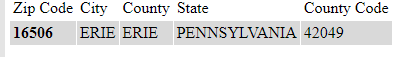 Zip Code City County State County Code
16506 ERIE ERIE PENNSYLVANIA 42049